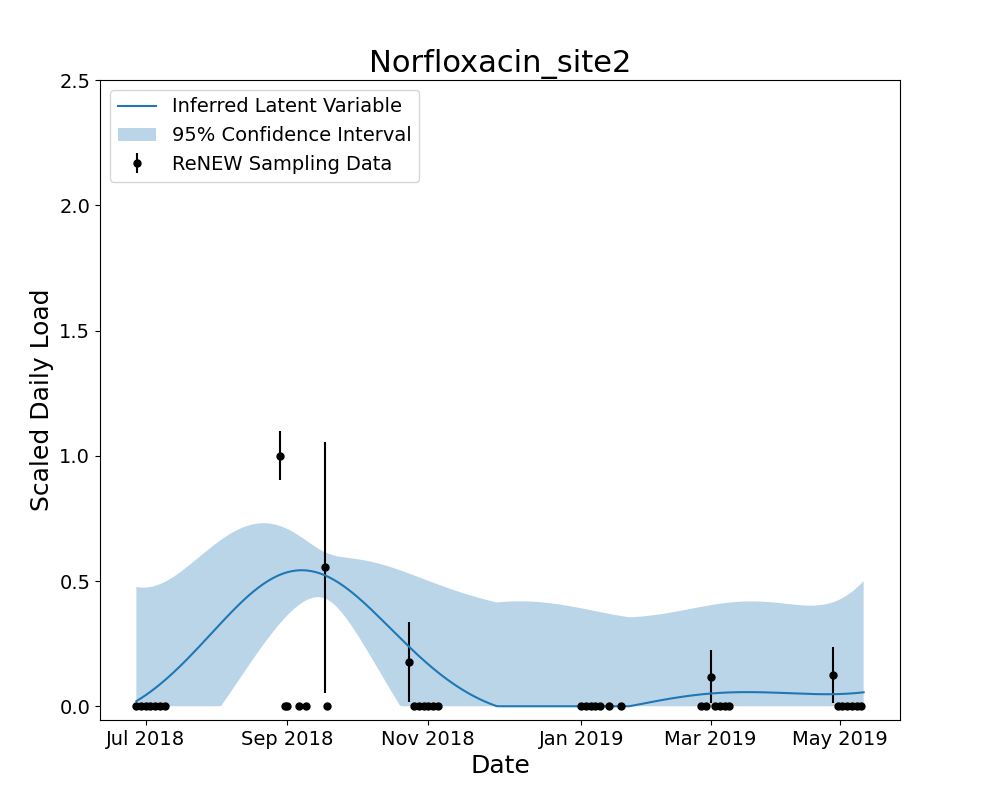 Norfloxacin_site2
2.5
Inferred Latent Variable
95% Confidence Interval
ReNEW Sampling Data
2.0
1.5
1.0
0.5
0.0
Scaled Daily Load
Jul 2018
Sep 2018
Nov 2018
Jan 2019
Mar 2019
May 2019
Date